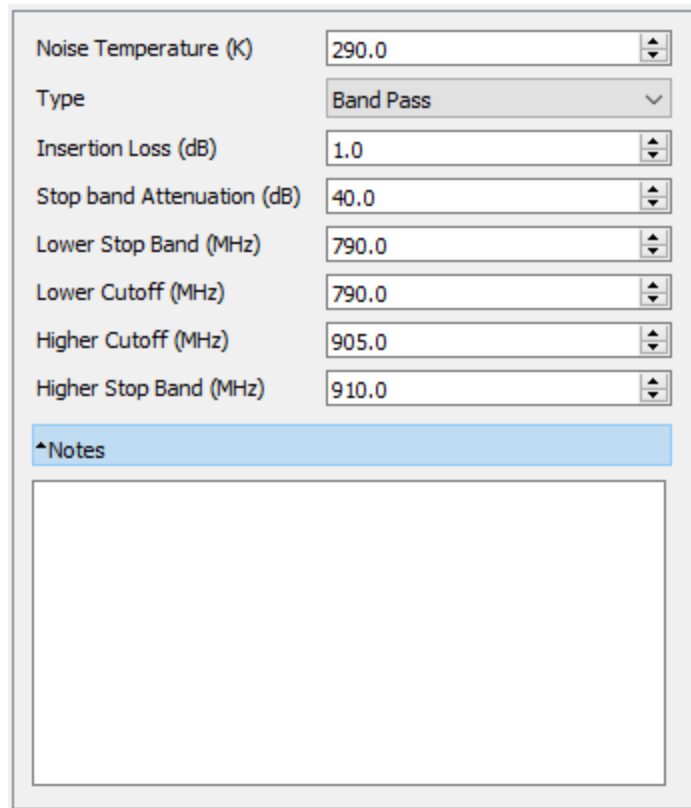 Noise Temperature (K) 290.0
Type Band Pass
Insertion Loss (dB) 1.0
Stop band Attenuation (dB) 40.0
Lower Stop Band (MHz) 790.0
Lower Cutoff (MHz) 790.0
Higher Cutoff (MHz) 905.0
Higher Stop Band (MHz) 910.0
Notes